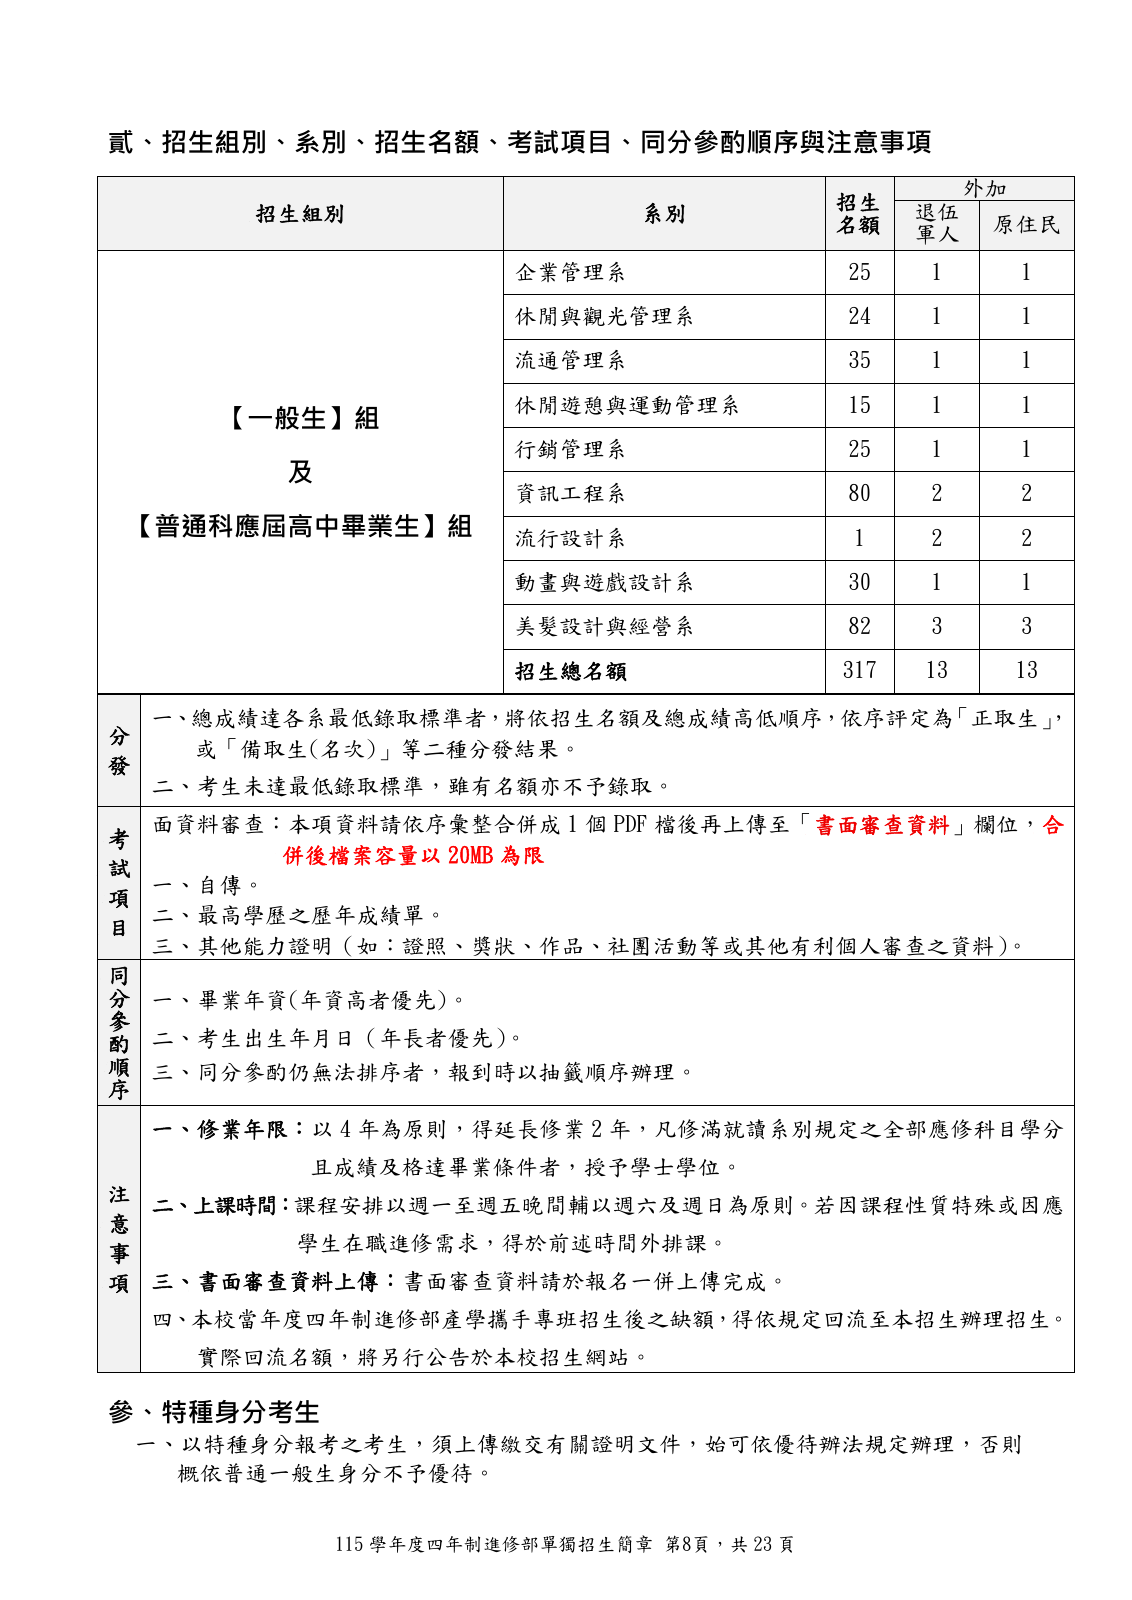 貳、招生組別、系別、招生名額、考試項目、同分參酌順序與注意事項
招生組別 系別 招生名額 外加
退伍軍人 原住民
【一般生】組
及
【普通科應屆高中畢業生】組
企業管理系 25 1 1
休閒與觀光管理系 24 1 1
流通管理系 35 1 1
休閒遊憩與運動管理系 15 1 1
行銷管理系 25 1 1
資訊工程系 80 2 2
流行設計系 1 2 2
動畫與遊戲設計系 30 1 1
美髮設計與經營系 82 3 3
招生總名額 317 13 13
分發
一、總成績達各系最低錄取標準者，將依招生名額及總成績高低順序，依序評定為「正取生」，
或「備取生(名次)」等二種分發結果。
二、考生未達最低錄取標準，雖有名額亦不予錄取。
考試項目
面資料審查：本項資料請依序彙整合併成 1 個 PDF 檔後再上傳至「書面審查資料」欄位，合
併後檔案容量以 20MB 為限
一、自傳。
二、最高學歷之歷年成績單。
三、其他能力證明（如：證照、獎狀、作品、社團活動等或其他有利個人審查之資料）。
同分參酌順序
一、畢業年資(年資高者優先)。
二、考生出生年月日（年長者優先）。
三、同分參酌仍無法排序者，報到時以抽籤順序辦理。
注意事項
一、修業年限：以 4 年為原則，得延長修業 2 年，凡修滿就讀系別規定之全部應修科目學分
且成績及格達畢業條件者，授予學士學位。
二、上課時間：課程安排以週一至週五晚間輔以週六及週日為原則。若因課程性質特殊或因應
學生在職進修需求，得於前述時間外排課。
三、書面審查資料上傳：書面審查資料請於報名一併上傳完成。
四、本校當年度四年制進修部產學攜手專班招生後之缺額，得依規定回流至本招生辦理招生。
實際回流名額，將另行公告於本校招生網站。
參、特種身分考生
一、以特種身分報考之考生，須上傳繳交有關證明文件，始可依優待辦法規定辦理，否則
概依普通一般生身分不予優待。
115 學年度四年制進修部單獨招生簡章 第8頁，共 23 頁